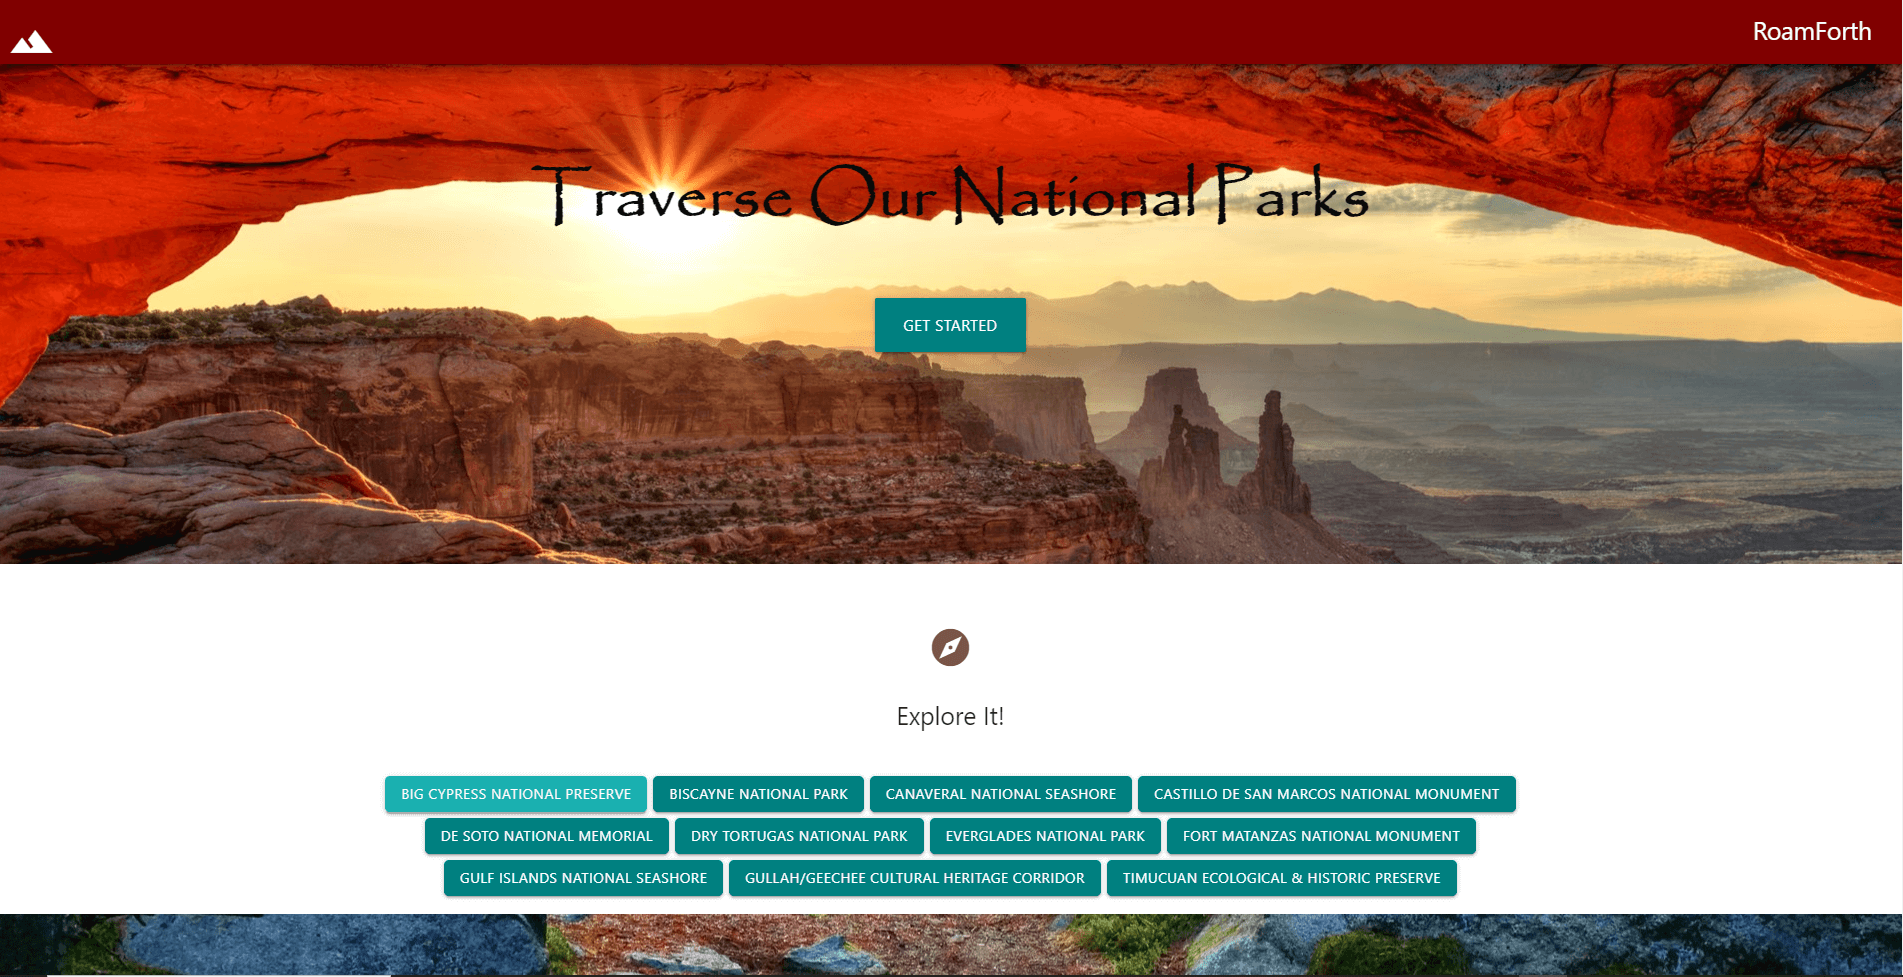 RoamForth
Traverse Our National Parks
GET STARTED
Explore It!
BIG CYPRESS NATIONAL PRESERVE
BISCAYNE NATIONAL PARK
CANAVERAL NATIONAL SEASHORE
CASTILLO DE SAN MARCOS NATIONAL MONUMENT
DE SOTO NATIONAL MEMORIAL
DRY TORTUGAS NATIONAL PARK
EVERGLADES NATIONAL PARK
FORT MATANZAS NATIONAL MONUMENT
GULF ISLANDS NATIONAL SEASHORE
GULLAH/GEECHEE CULTURAL HERITAGE CORRIDOR
TIMUCUAN ECOLOGICAL & HISTORIC PRESERVE